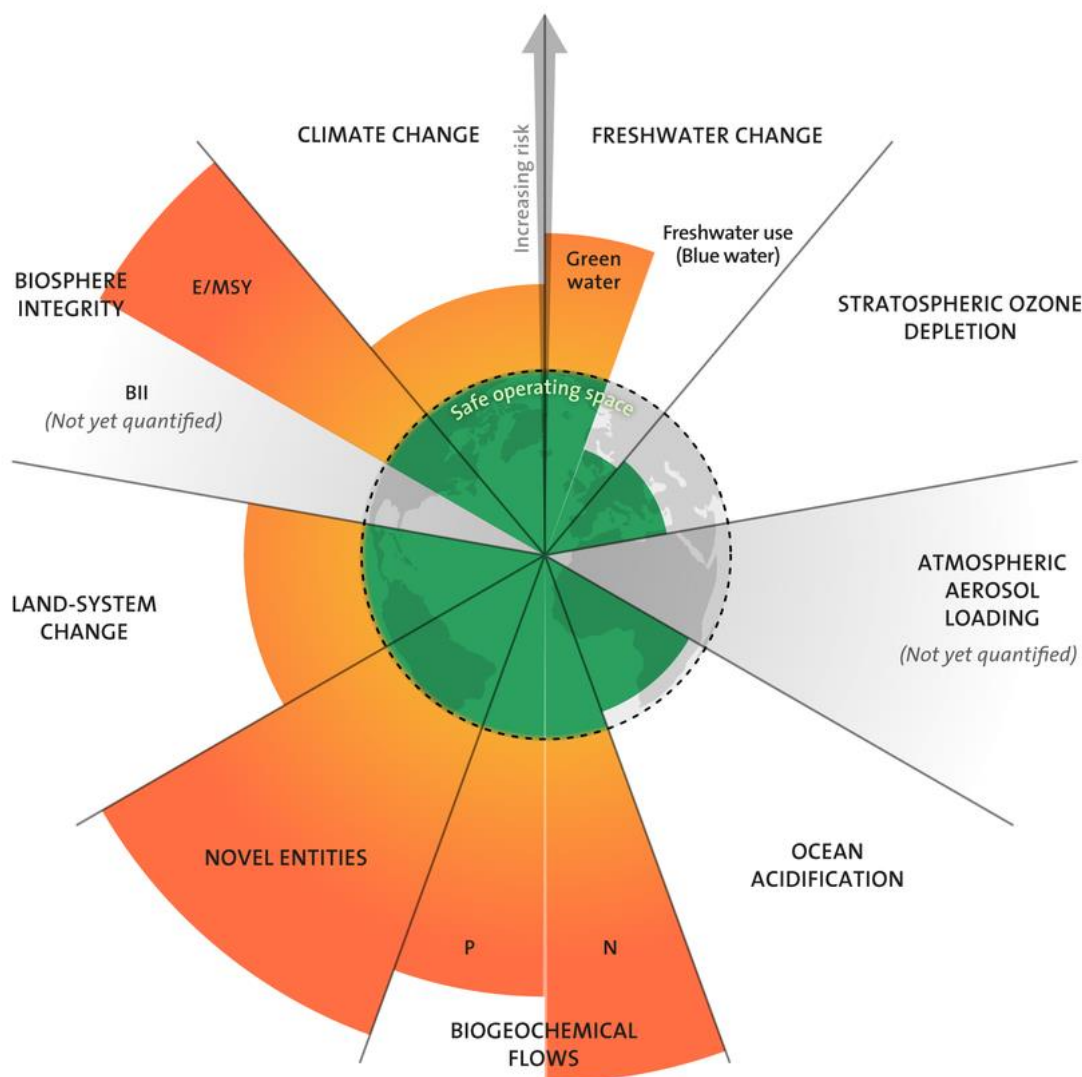 CLIMATE CHANGE
Increasing risk
FRESHWATER CHANGE
Green
water
Freshwater use
(Blue water)
STRATOSPHERIC OZONE
DEPLETION
ATMOSPHERIC
AEROSOL
LOADING
(Not yet quantified)
OCEAN
ACIDIFICATION
N
P
BIOGEOCHEMICAL
FLOWS
NOVEL ENTITIES
LAND-SYSTEM
CHANGE
BII
(Not yet quantified)
BIOSPHERE
INTEGRITY
E/MSY
Safe operating space